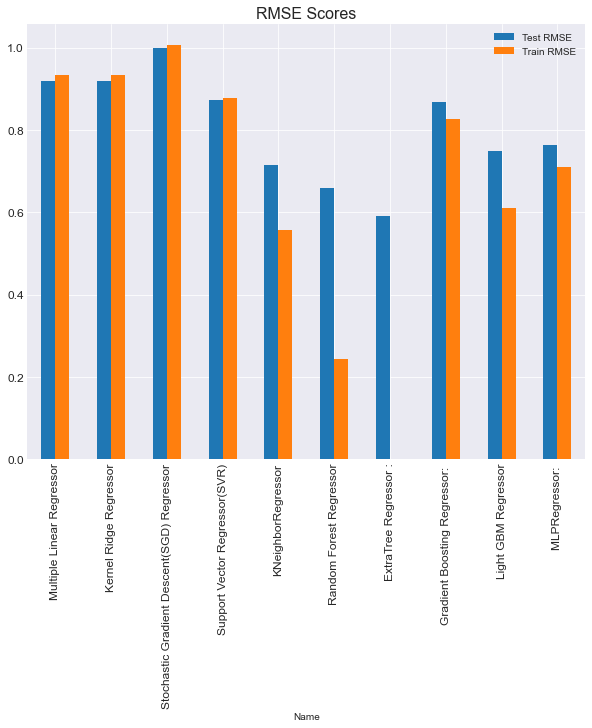 RMSE Scores
Test RMSE
Train RMSE
1.0
0.8
0.6
0.4
0.2
0.0
Multiple Linear Regressor
Kernel Ridge Regressor
Stochastic Gradient Descent(SGD) Regressor
Support Vector Regressor(SVR)
KNeighborRegressor
Random Forest Regressor
ExtraTree Regressor :
Gradient Boosting Regressor:
Light GBM Regressor
MLPRegressor:
Name